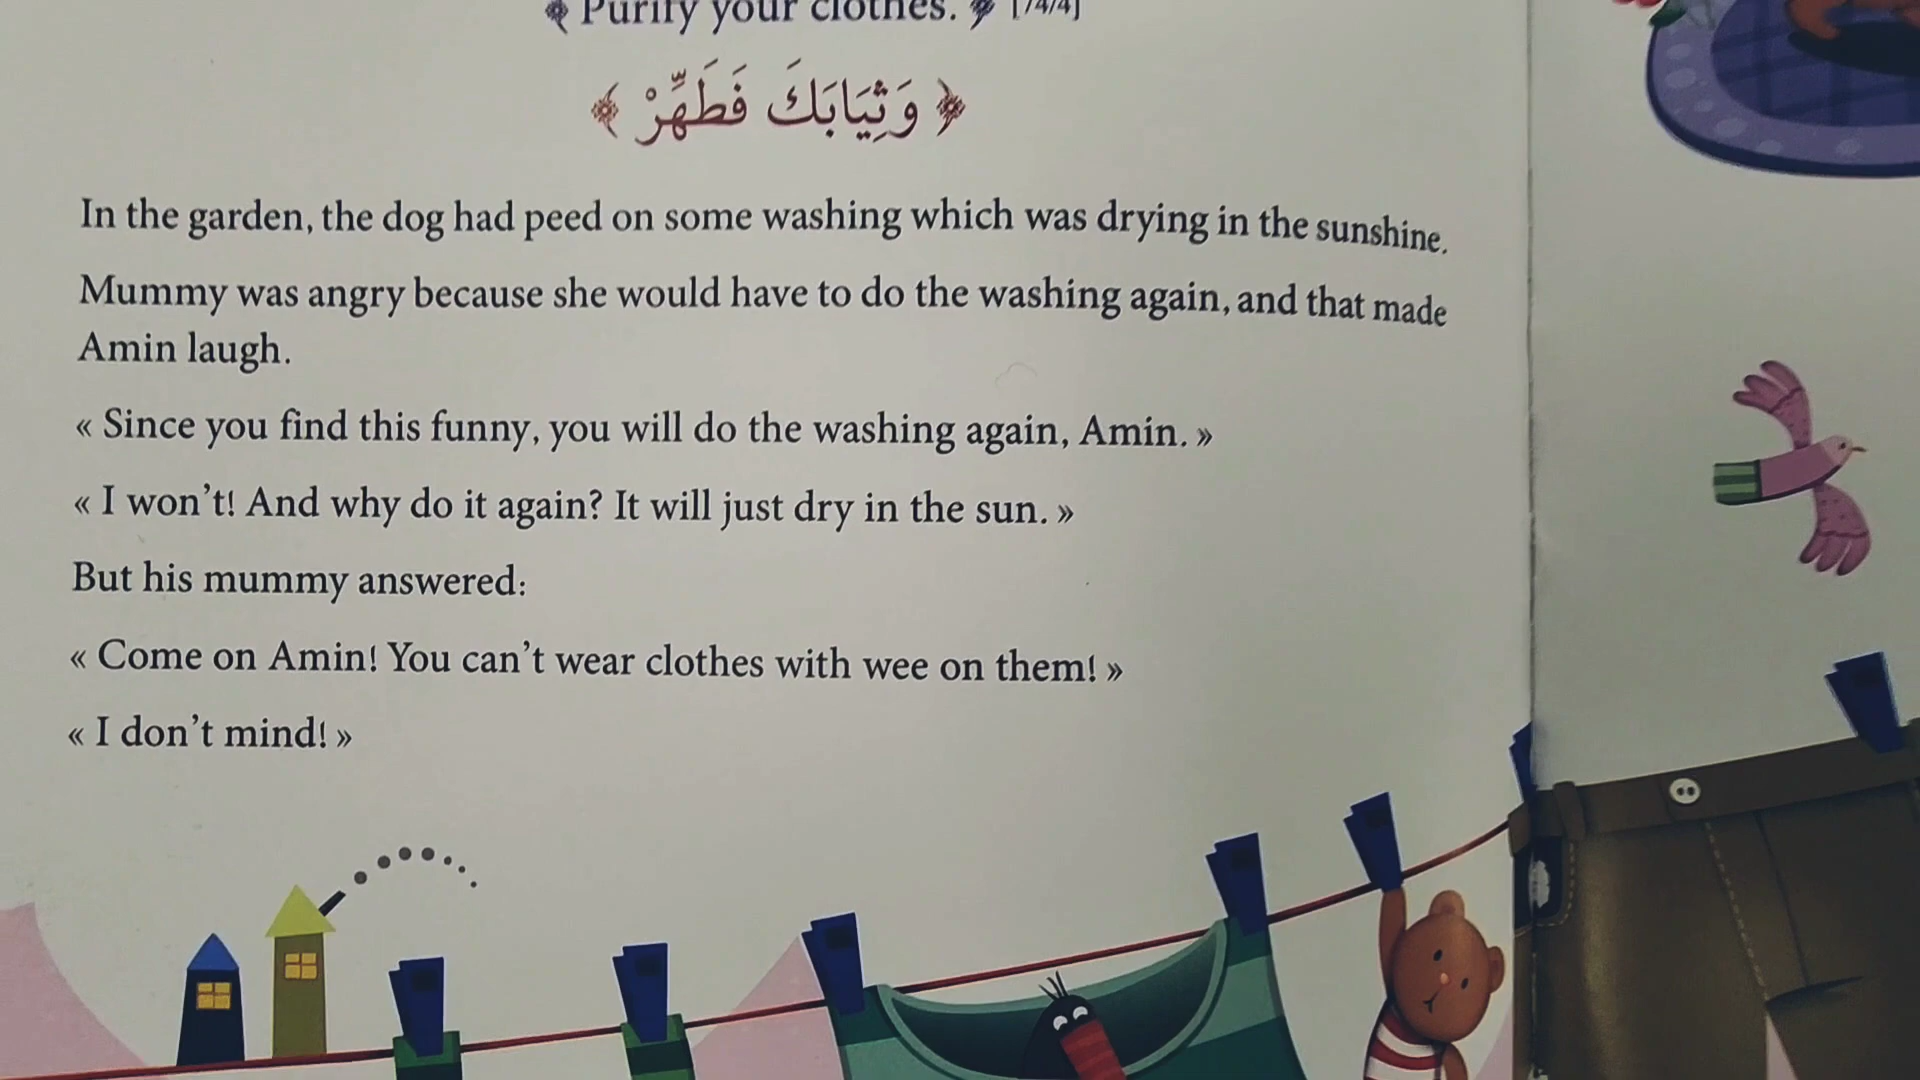 ﴾ Purify your clothes. ﴿ [74/4]
﴿ وَثِيَابَكَ فَطَهِّرْ ﴾
In the garden, the dog had peed on some washing which was drying in the sunshine.
Mummy was angry because she would have to do the washing again, and that made
Amin laugh.
« Since you find this funny, you will do the washing again, Amin. »
« I won't! And why do it again? It will just dry in the sun. »
But his mummy answered:
« Come on Amin! You can't wear clothes with wee on them! »
« I don't mind! »